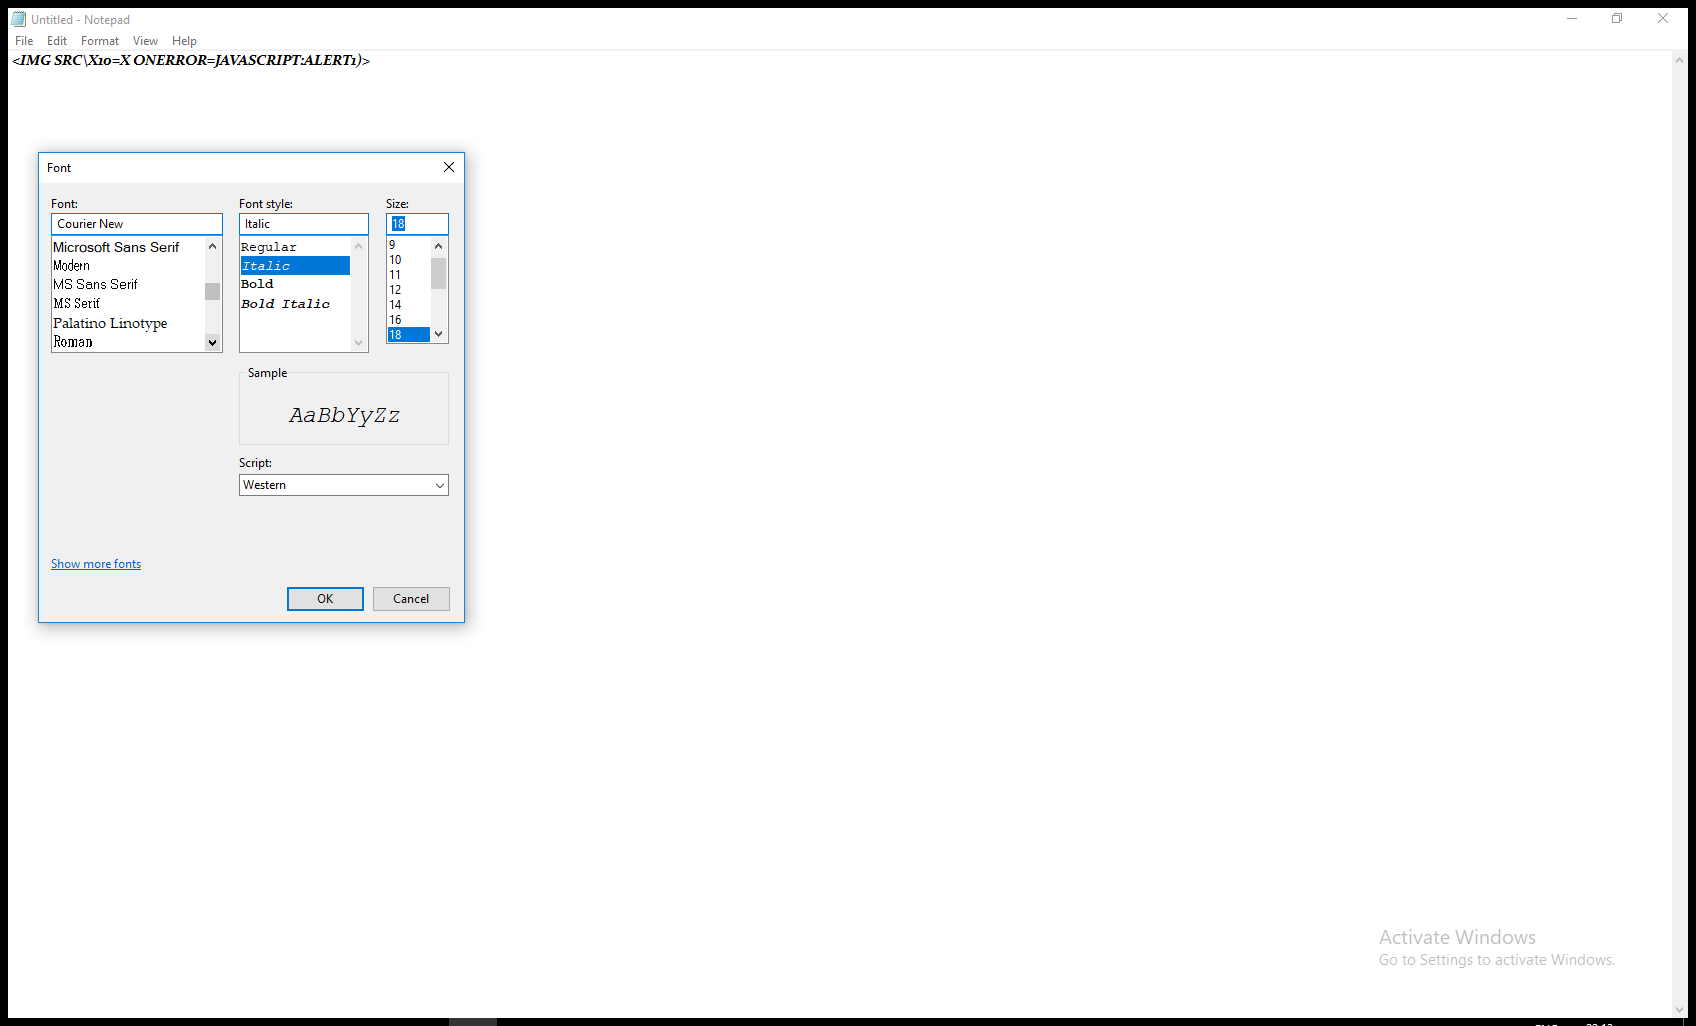 Untitled - Notepad
File Edit Format View Help
<IMG SRC\X10=X ONERROR=JAVASCRIPT:ALERT1)>
Font
Font: Font style: Size:
Courier New Italic 18
Microsoft Sans Serif
Modern
MS Sans Serif
MS Serif
Palatino Linotype
Roman
Regular
Italic
Bold
Bold Italic
9
10
11
12
14
16
18
Sample
AaBbYyZz
Script:
Western
Show more fonts
OK Cancel
Activate Windows
Go to Settings to activate Windows.